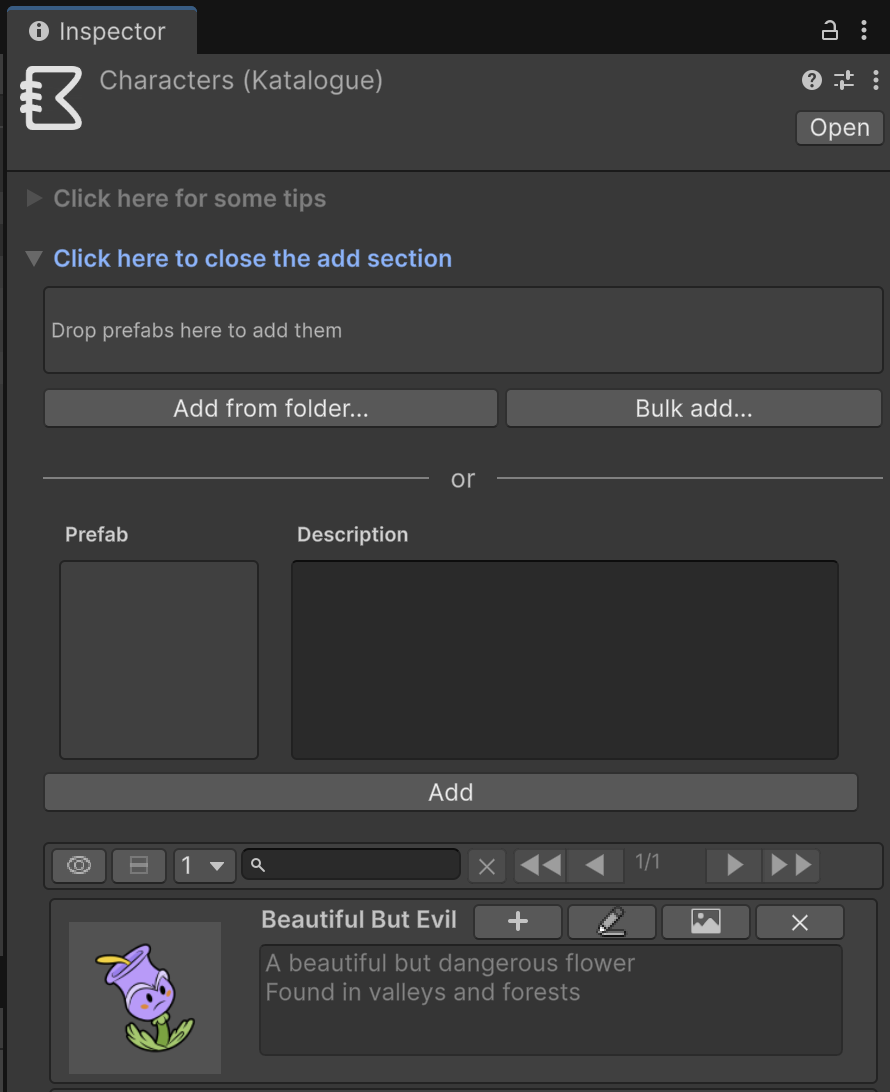 Inspector
Characters (Katalogue)
Open
Click here for some tips
Click here to close the add section
Drop prefabs here to add them
Add from folder...
Bulk add...
or
Prefab
Description
Add
1
1/1
Beautiful But Evil
A beautiful but dangerous flower
Found in valleys and forests